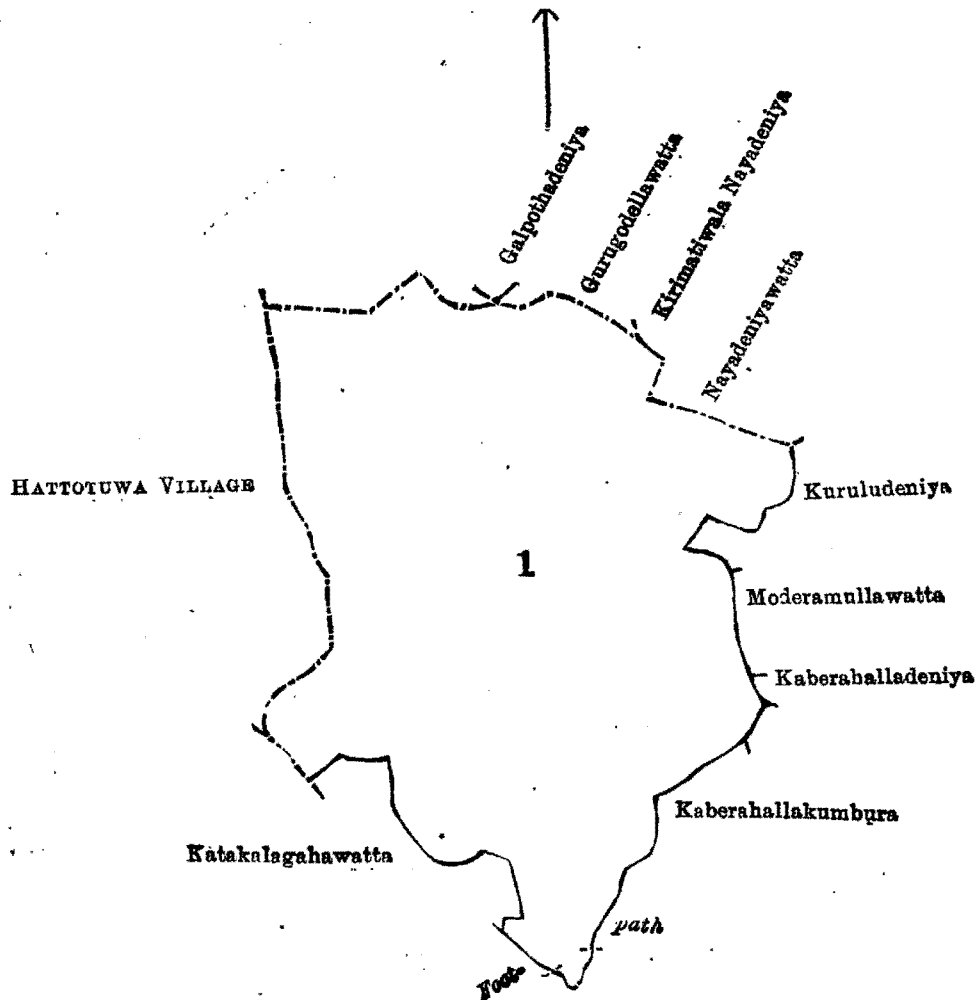 Galpothadeniya
Gurugodellawatta
Kirimatiwala Nayadeniya
Nayadeniyawatta
HATTOTUWA VILLAGE
Kuruludeniya
1
Moderamullawatta
Kaberahalladeniya
Kaberahallakumbura
Katakalagahawatta
Foot-
path